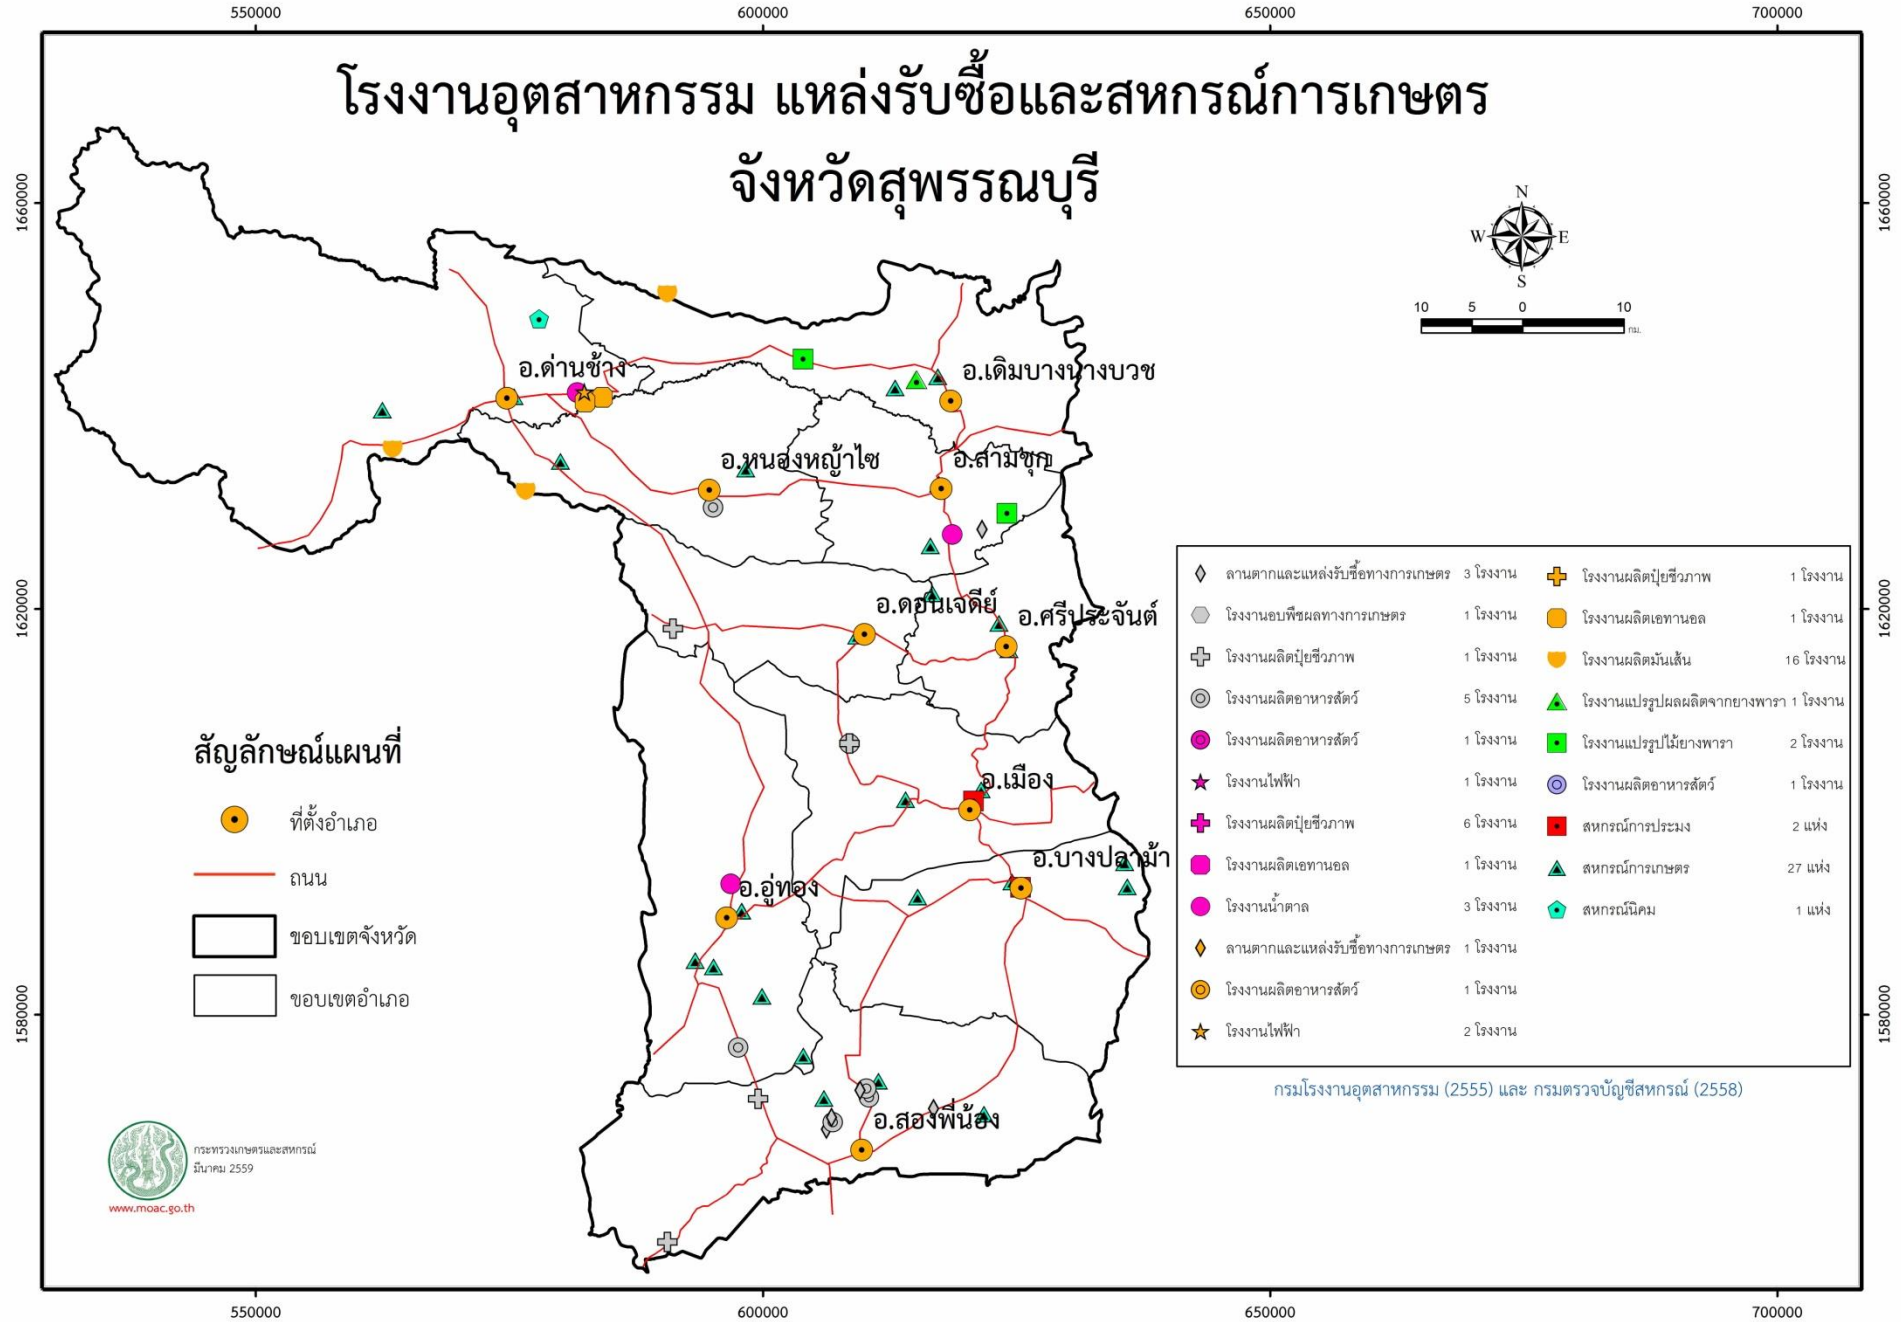 550000 600000 650000 700000
โรงงานอุตสาหกรรม แหล่งรับซื้อและสหกรณ์การเกษตร
จังหวัดสุพรรณบุรี
1660000 1660000
N
W E
S
10 5 0 10
กม.
อ.ด่านช้าง
อ.เดิมบางนางบวช
อ.หนองหญ้าไซ
อ.สามชุก
อ.ดอนเจดีย์
อ.ศรีประจันต์
1620000 1620000
อ.เมือง
อ.บางปลาม้า
อ.อู่ทอง
อ.สองพี่น้อง
1580000 1580000
สัญลักษณ์แผนที่
ที่ตั้งอำเภอ
ถนน
ขอบเขตจังหวัด
ขอบเขตอำเภอ
ลานตากและแหล่งรับซื้อทางการเกษตร 3 โรงงาน
โรงงานอบพืชผลทางการเกษตร 1 โรงงาน
โรงงานผลิตปุ๋ยชีวภาพ 1 โรงงาน
โรงงานผลิตอาหารสัตว์ 5 โรงงาน
โรงงานผลิตอาหารสัตว์ 1 โรงงาน
โรงงานไฟฟ้า 1 โรงงาน
โรงงานผลิตปุ๋ยชีวภาพ 6 โรงงาน
โรงงานผลิตเอทานอล 1 โรงงาน
โรงงานน้ำตาล 3 โรงงาน
ลานตากและแหล่งรับซื้อทางการเกษตร 1 โรงงาน
โรงงานผลิตอาหารสัตว์ 1 โรงงาน
โรงงานไฟฟ้า 2 โรงงาน
โรงงานผลิตปุ๋ยชีวภาพ 1 โรงงาน
โรงงานผลิตเอทานอล 1 โรงงาน
โรงงานผลิตมันเส้น 16 โรงงาน
โรงงานแปรรูปผลผลิตจากยางพารา 1 โรงงาน
โรงงานแปรรูปไม้ยางพารา 2 โรงงาน
โรงงานผลิตอาหารสัตว์ 1 โรงงาน
สหกรณ์การประมง 2 แห่ง
สหกรณ์การเกษตร 27 แห่ง
สหกรณ์นิคม 1 แห่ง
กรมโรงงานอุตสาหกรรม (2555) และ กรมตรวจบัญชีสหกรณ์ (2558)
กระทรวงเกษตรและสหกรณ์
มีนาคม 2559
www.moac.go.th
550000 600000 650000 700000